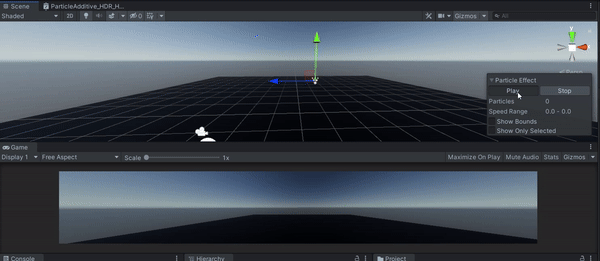 Scene ParticleAdditive_HDR_H...
Shaded 2D 0 Gizmos All
y
Persp
Particle Effect
Play Stop
Particles 0
Speed Range 0.0 - 0.0
Show Bounds
Show Only Selected
Game
Display 1 Free Aspect Scale 1x Maximize On Play Mute Audio Stats Gizmos
Console Hierarchy Project